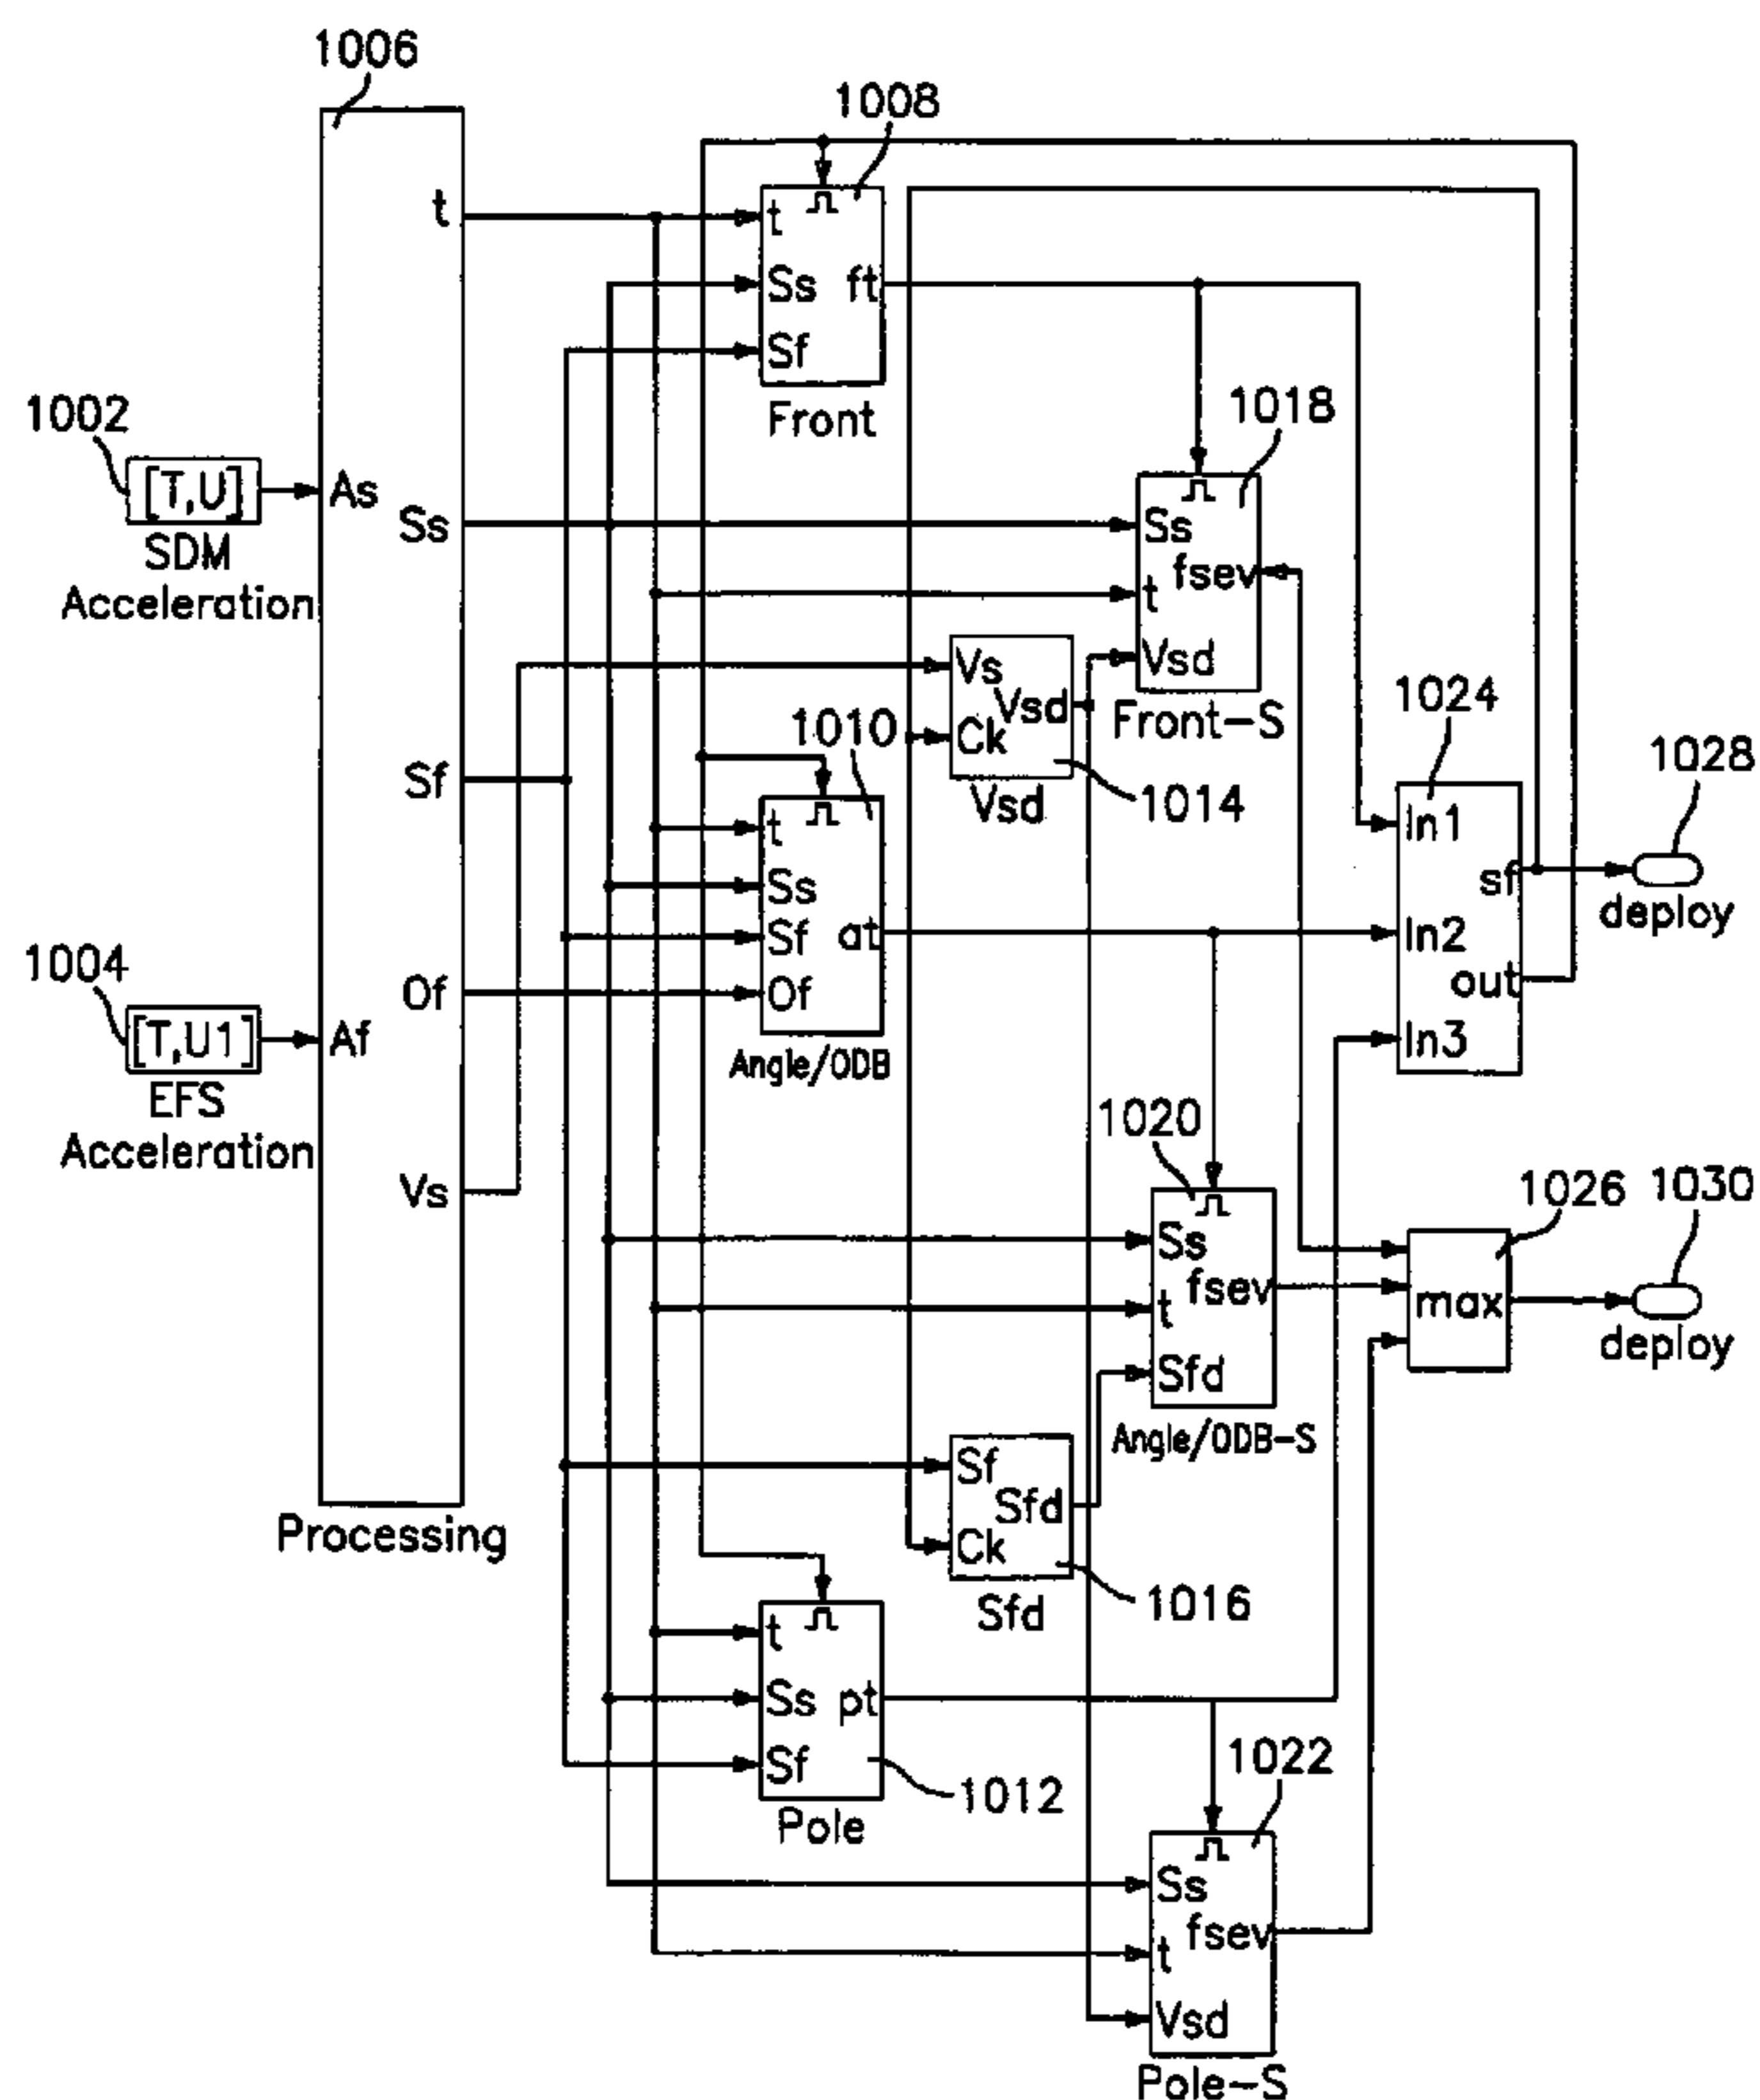 1006
1008
t
t
Ss
ft
Sf
Front
1002
[T,U]
SDM
Acceleration
As
Ss
1018
Ss
fsev
t
Vsd
Front-S
Vs
Vsd
Ck
Vsd
1014
1024
1028
In1
sf
deploy
In2
out
In3
1010
Sf
t
Ss
Sf
at
Of
Angle/ODB
1004
[T,U1]
EFS
Acceleration
Of
Af
Vs
1020
Ss
fsev
t
Sfd
Angle/ODB-S
1026
1030
max
deploy
Sf
Sfd
Ck
Sfd
1016
Processing
t
Ss
pt
Sf
Pole
1012
1022
Ss
fsev
t
Vsd
Pole-S